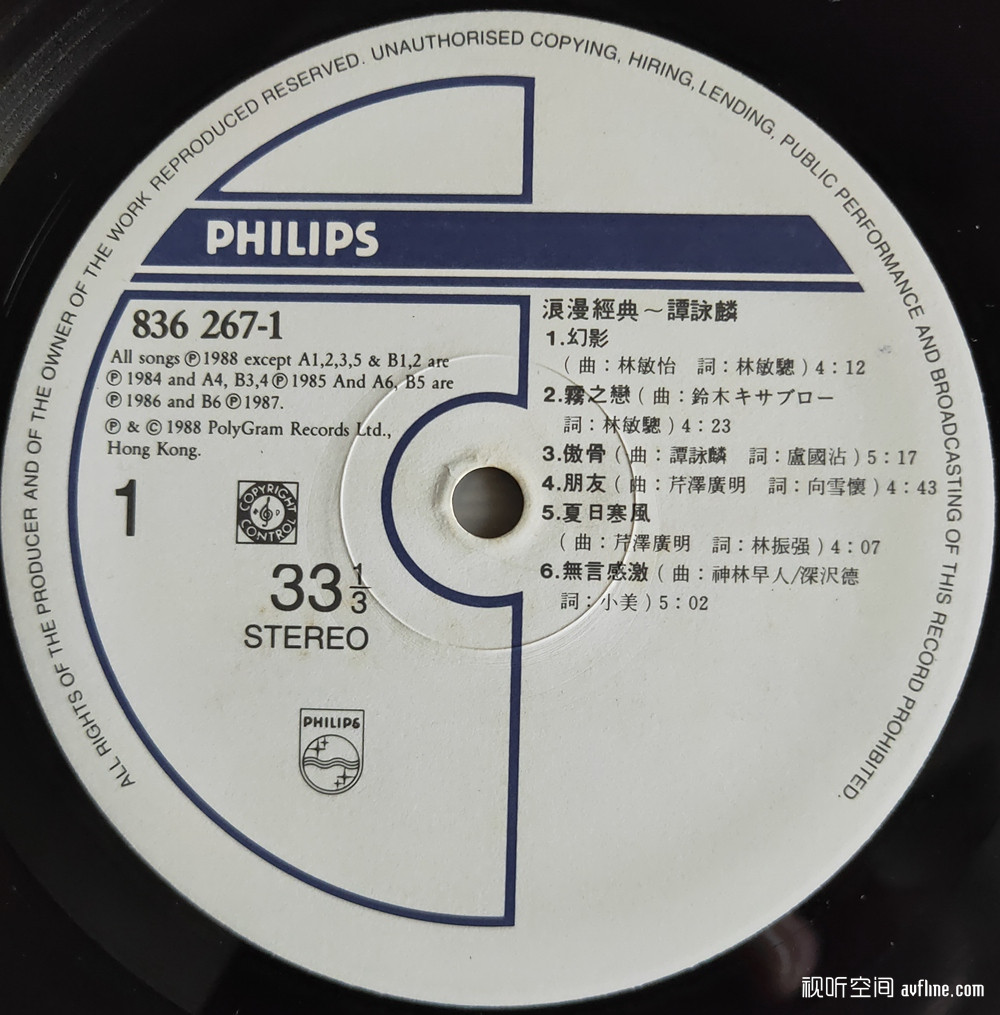 ALL RIGHTS OF THE PRODUCER AND OF THE OWNER OF THE WORK REPRODUCED RESERVED. UNAUTHORISED COPYING, HIRING, LENDING, PUBLIC PERFORMANCE AND BROADCASTING OF THIS RECORD PROHIBITED.
PHILIPS
836 267-1
All songs ℗ 1988 except A1,2,3,5 & B1,2 are
℗ 1984 and A4, B3,4 ℗ 1985 And A6, B5 are
℗ 1986 and B6 ℗ 1987.
℗ & © 1988 PolyGram Records Ltd.,
Hong Kong.
1
COPYRIGHT
CONTROL
33 1/3
STEREO
PHILIPS
浪漫經典～譚詠麟
1.幻影
(曲：林敏怡 詞：林敏驄) 4：12
2.霧之戀 (曲：鈴木キサブロー
詞：林敏驄) 4：23
3.傲骨 (曲：譚詠麟 詞：盧國沾) 5：17
4.朋友 (曲：芹澤廣明 詞：向雪懷) 4：43
5.夏日寒風
(曲：芹澤廣明 詞：林振强) 4：07
6.無言感激 (曲：神林早人/深沢德
詞：小美) 5：02
视听空间 avfline.com